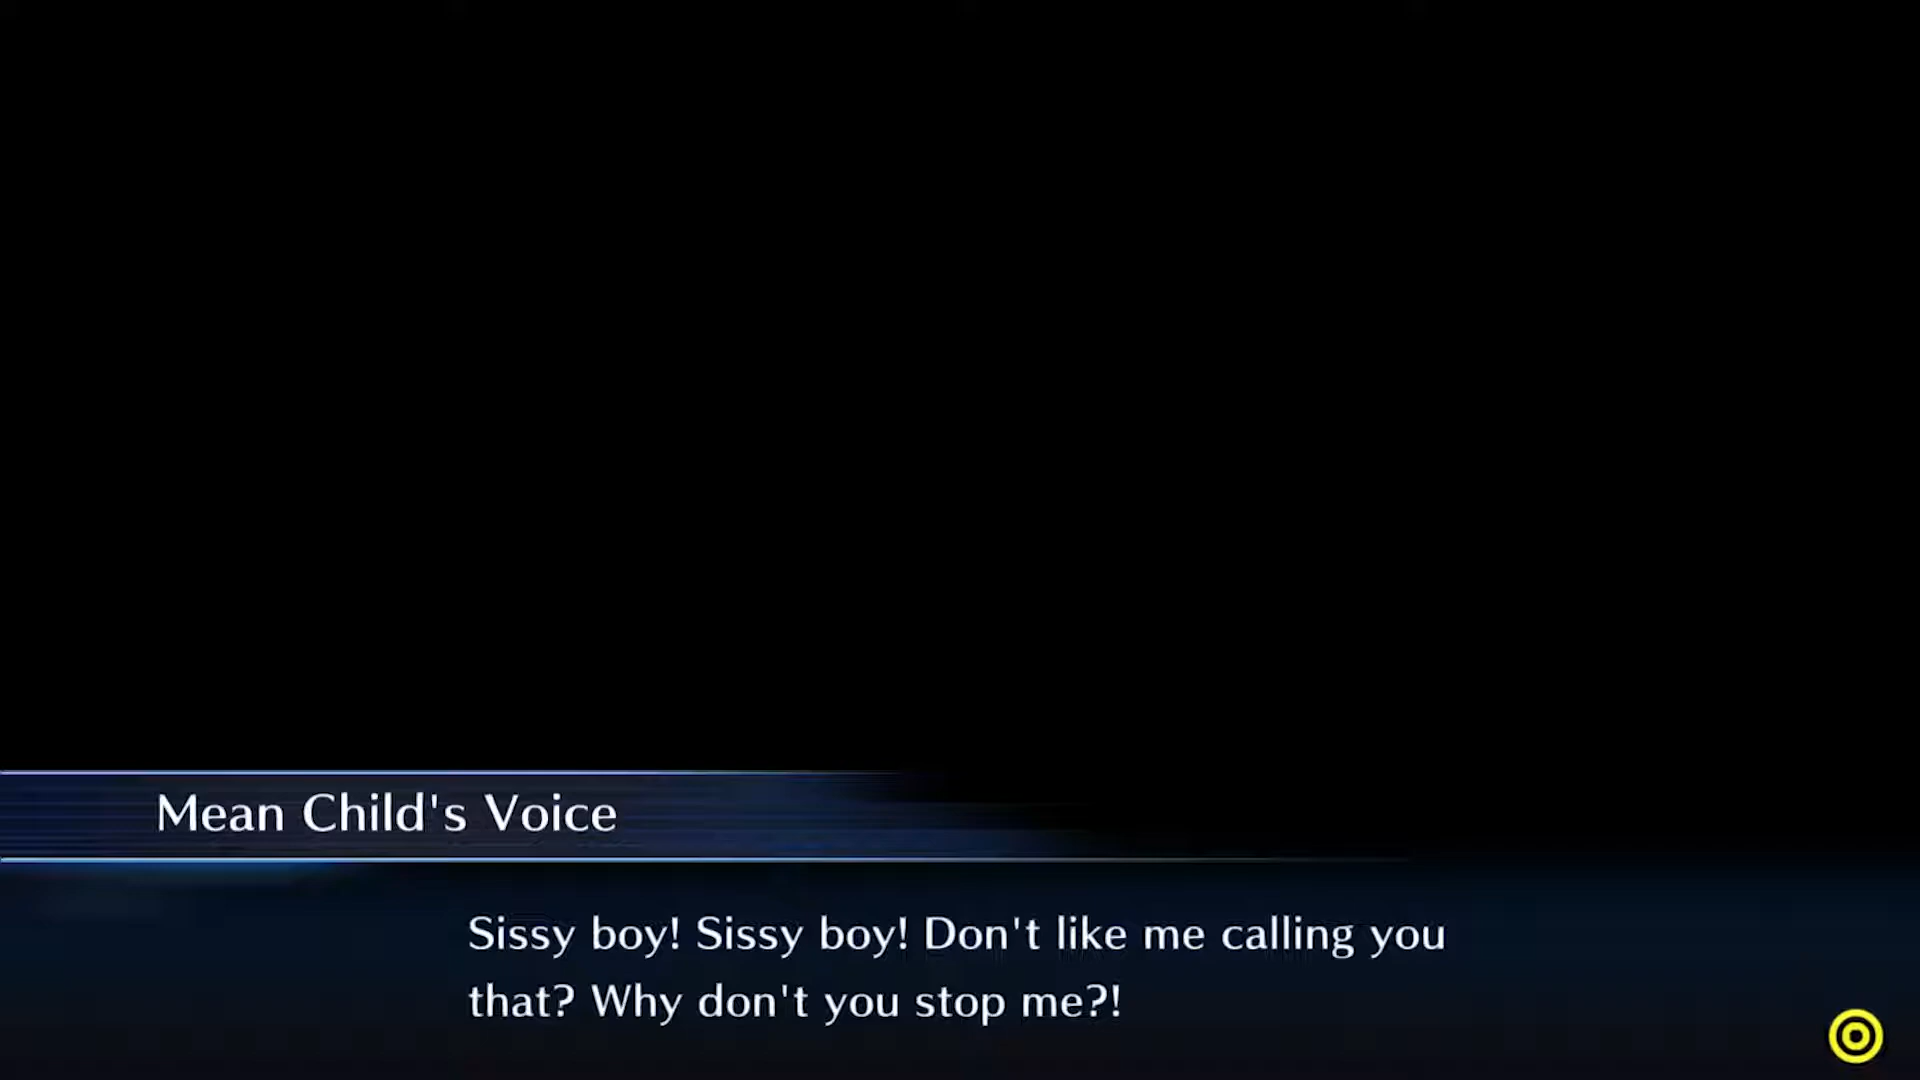 Mean Child's Voice
Sissy boy! Sissy boy! Don't like me calling you
that? Why don't you stop me?!